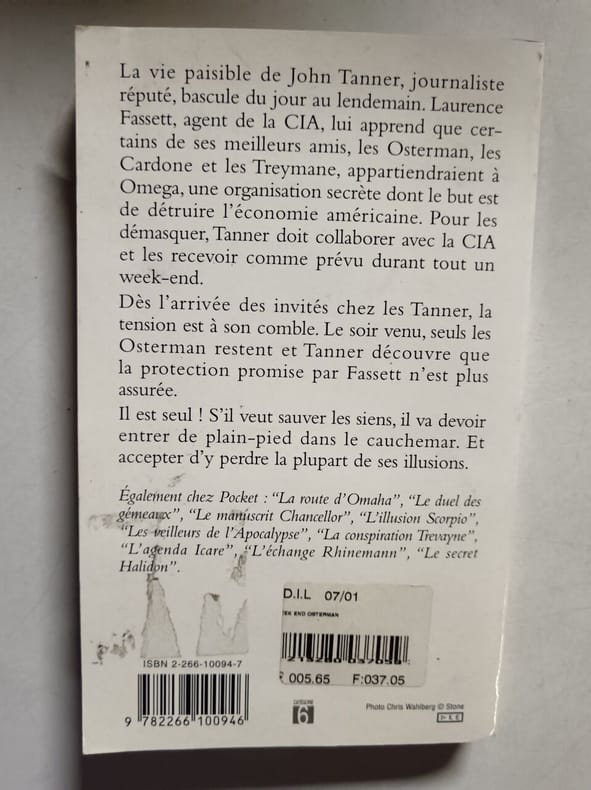 La vie paisible de John Tanner, journaliste
réputé, bascule du jour au lendemain. Laurence
Fassett, agent de la CIA, lui apprend que cer-
tains de ses meilleurs amis, les Osterman, les
Cardone et les Treymane, appartiendraient à
Omega, une organisation secrète dont le but est
de détruire l'économie américaine. Pour les
démasquer, Tanner doit collaborer avec la CIA
et les recevoir comme prévu durant tout un
week-end.
Dès l'arrivée des invités chez les Tanner, la
tension est à son comble. Le soir venu, seuls les
Osterman restent et Tanner découvre que
la protection promise par Fassett n'est plus
assurée.
Il est seul ! S'il veut sauver les siens, il va devoir
entrer de plain-pied dans le cauchemar. Et
accepter d'y perdre la plupart de ses illusions.
Également chez Pocket : "La route d'Omaha", "Le duel des
gémeaux", "Le manuscrit Chancellor", "L'illusion Scorpio",
"Les veilleurs de l'Apocalypse", "La conspiration Trevayne",
"L'agenda Icare", "L'échange Rhinemann", "Le secret
Halidon".
D.I.L 07/01
END OSTERMAN
005.65 F:037.05
ISBN 2-266-10094-7
9 782266 100946
CATÉGORIE
6
Photo Chris Wahlberg © Stone